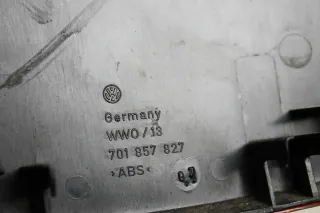 Germany
WWO / 13
701 857 827
>ABS<